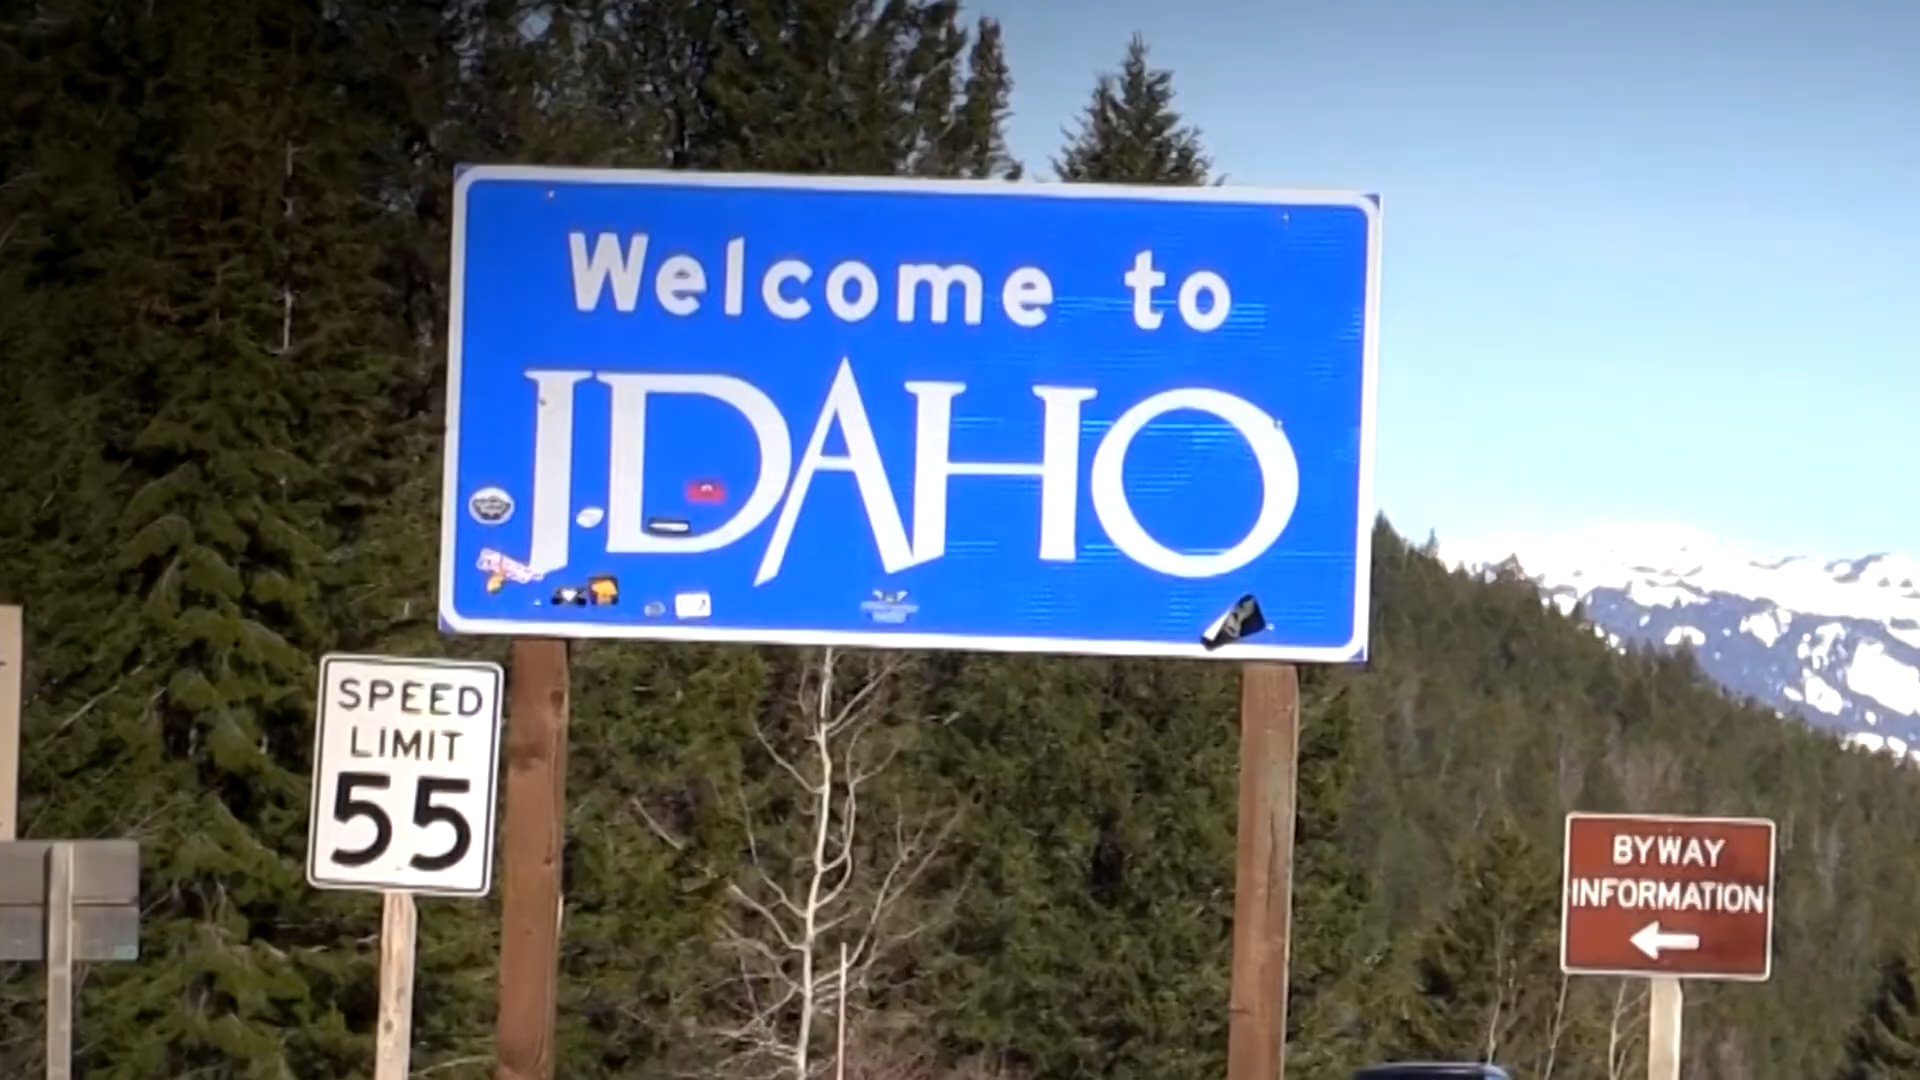 Welcome to
IDAHO
SPEED
LIMIT
55
BYWAY
INFORMATION